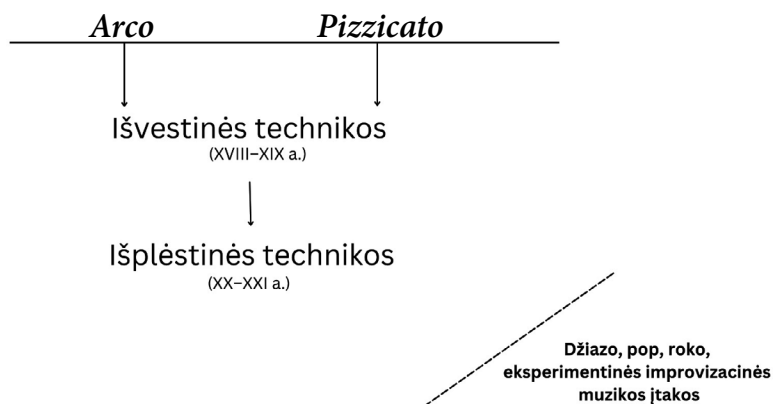 Arco Pizzicato
Išvestinės technikos
(XVIII–XIX a.)
Išplėstinės technikos
(XX–XXI a.)
Džiazo, pop, roko,
eksperimentinės improvizacinės
muzikos įtakos